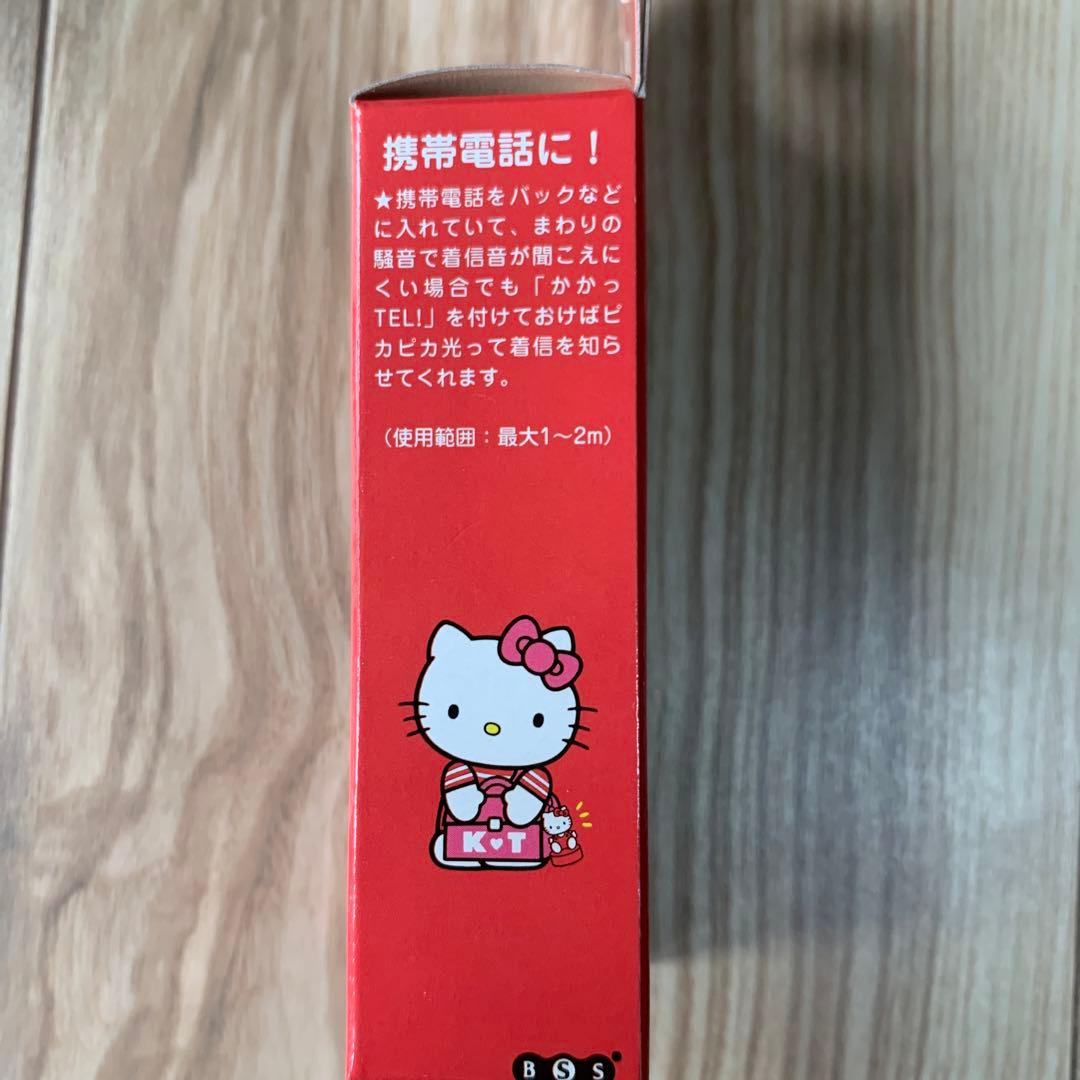 携帯電話に！
★携帯電話をバックなど
に入れていて、まわりの
騒音で着信音が聞こえに
くい場合でも「かかっ
TEL!」を付けておけばピ
カピカ光って着信を知ら
せてくれます。
（使用範囲：最大1〜2m）
K♥T
BSS